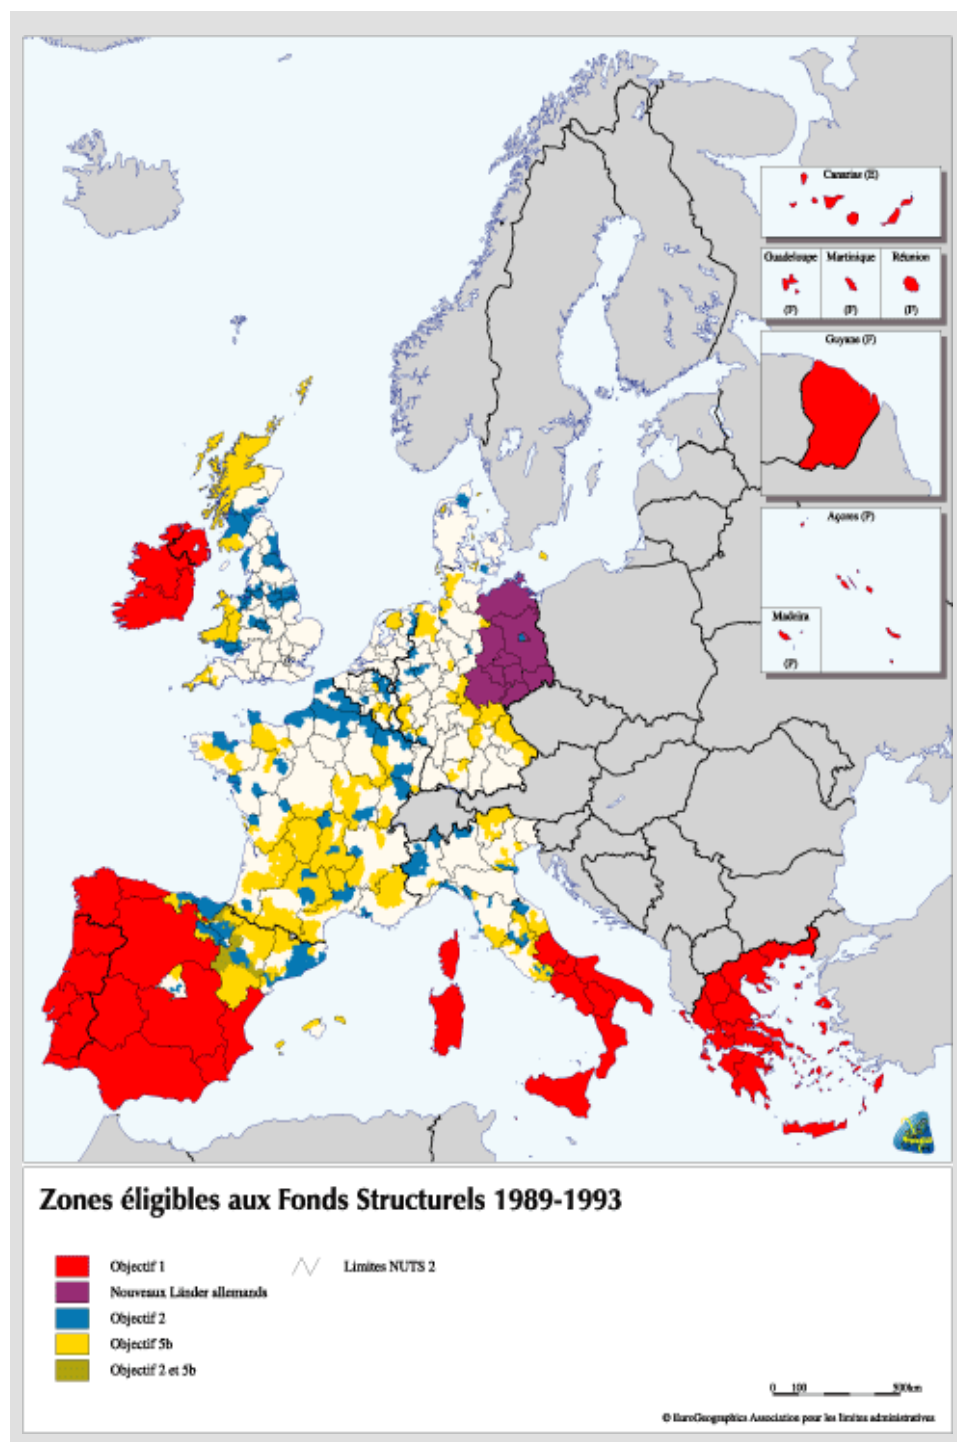 Canarias (E)
Guadeloupe
Martinique
Réunion
(F)
(F)
(F)
Guyane (F)
Açores (P)
Madeira
(P)
Zones éligibles aux Fonds Structurels 1989-1993
Objectif 1
Limites NUTS 2
Nouveaux Länder allemands
Objectif 2
Objectif 5b
Objectif 2 et 5b
0 100 500km
© EuroGeographics Association pour les limites administratives